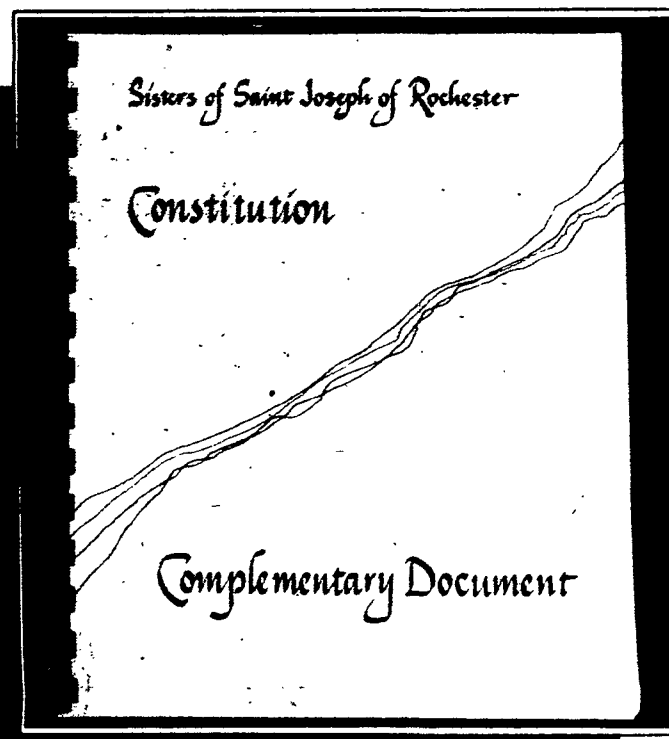 Sisters of Saint Joseph of Rochester
Constitution
Complementary Document